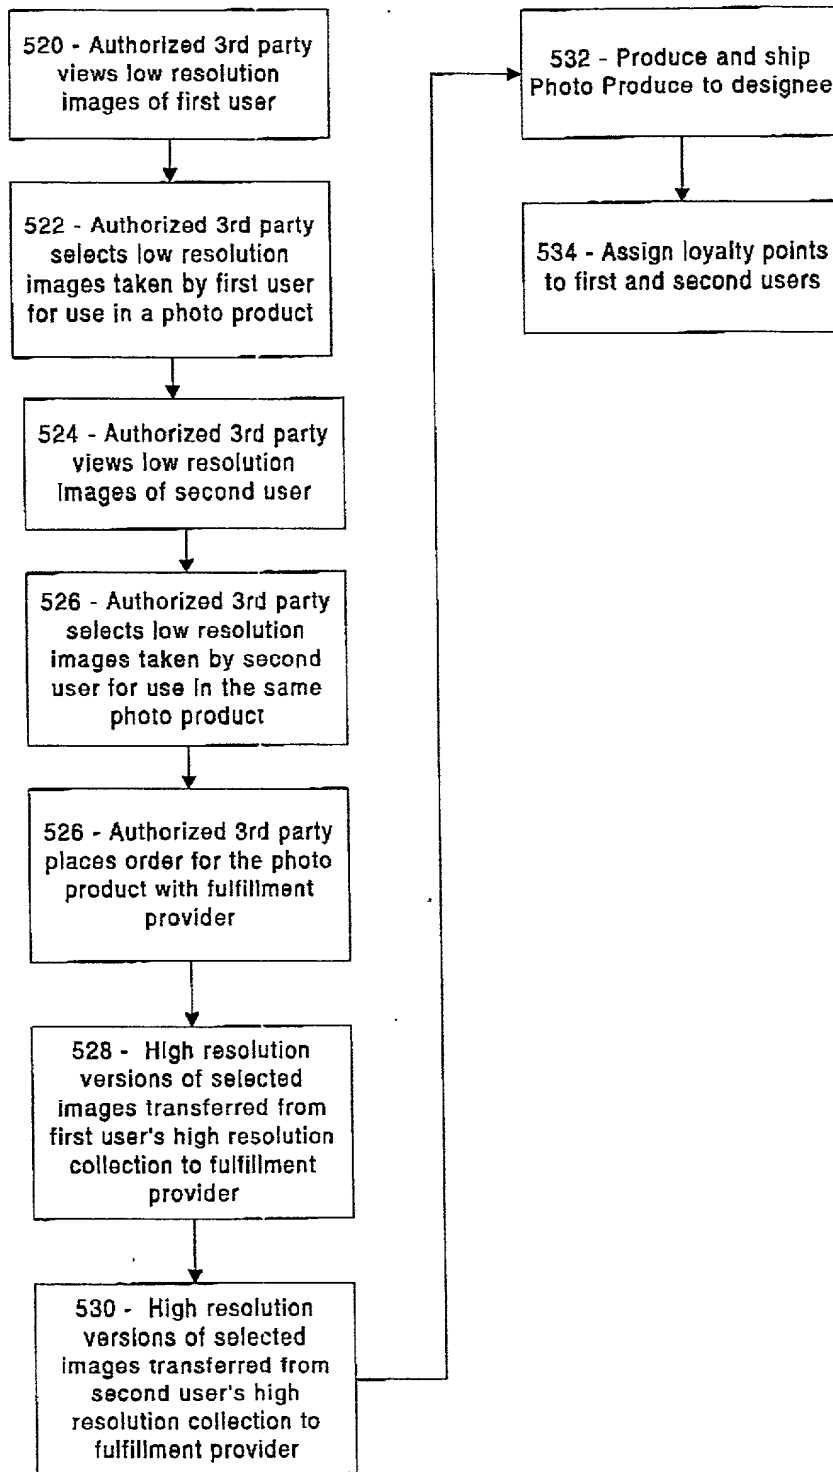 520 - Authorized 3rd party
views low resolution
images of first user
522 - Authorized 3rd party
selects low resolution
images taken by first user
for use in a photo product
524 - Authorized 3rd party
views low resolution
Images of second user
526 - Authorized 3rd party
selects low resolution
images taken by second
user for use in the same
photo product
526 - Authorized 3rd party
places order for the photo
product with fulfillment
provider
528 - High resolution
versions of selected
images transferred from
first user's high resolution
collection to fulfillment
provider
530 - High resolution
versions of selected
images transferred from
second user's high
resolution collection to
fulfillment provider
532 - Produce and ship
Photo Produce to designee
534 - Assign loyalty points
to first and second users